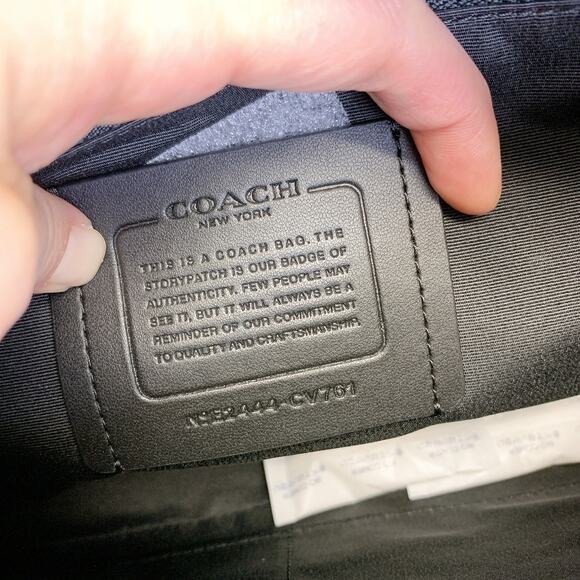 COACH
NEW YORK
THIS IS A COACH BAG. THE
STORYPATCH IS OUR BADGE OF
AUTHENTICITY. FEW PEOPLE MAY
SEE IT, BUT IT WILL ALWAYS BE A
REMINDER OF OUR COMMITMENT
TO QUALITY AND CRAFTSMANSHIP.
-CV761